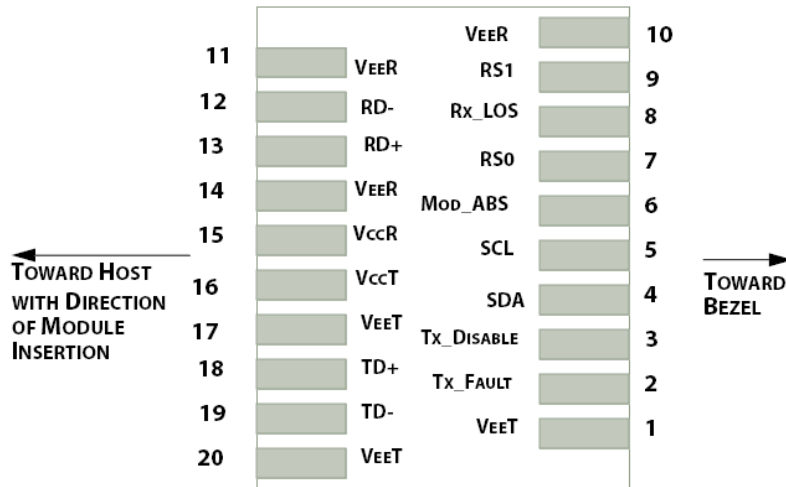 11 VEER
12 RD-
13 RD+
14 VEER
15 VCCR
16 VCCT
17 VEET
18 TD+
19 TD-
20 VEET
VEER 10
RS1 9
RX_LOS 8
RS0 7
MOD_ABS 6
SCL 5
SDA 4
TX_DISABLE 3
TX_FAULT 2
VEET 1
TOWARD HOST
WITH DIRECTION
OF MODULE
INSERTION
TOWARD
BEZEL